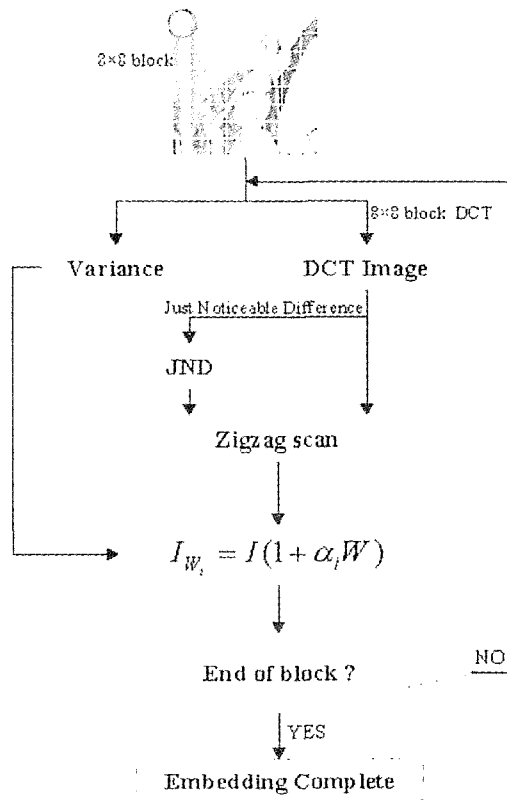 8×8 block
8×8 block DCT
Variance
DCT Image
Just Noticeable Difference
JND
Zigzag scan
I_{W_i} = I(1 + α_i W)
End of block ?
NO
YES
Embedding Complete